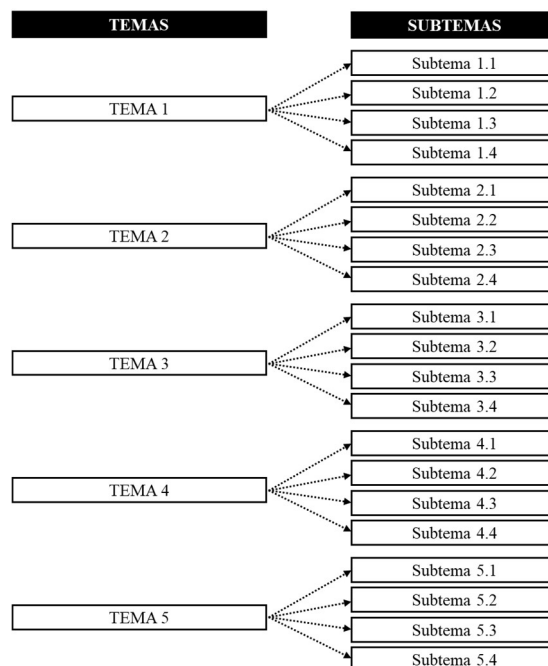 TEMAS
SUBTEMAS
TEMA 1
Subtema 1.1
Subtema 1.2
Subtema 1.3
Subtema 1.4
TEMA 2
Subtema 2.1
Subtema 2.2
Subtema 2.3
Subtema 2.4
TEMA 3
Subtema 3.1
Subtema 3.2
Subtema 3.3
Subtema 3.4
TEMA 4
Subtema 4.1
Subtema 4.2
Subtema 4.3
Subtema 4.4
TEMA 5
Subtema 5.1
Subtema 5.2
Subtema 5.3
Subtema 5.4